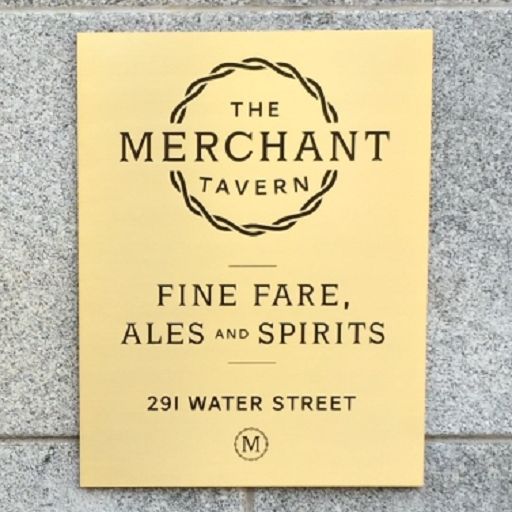 THE
MERCHANT
TAVERN
FINE FARE,
ALES AND SPIRITS
291 WATER STREET
M